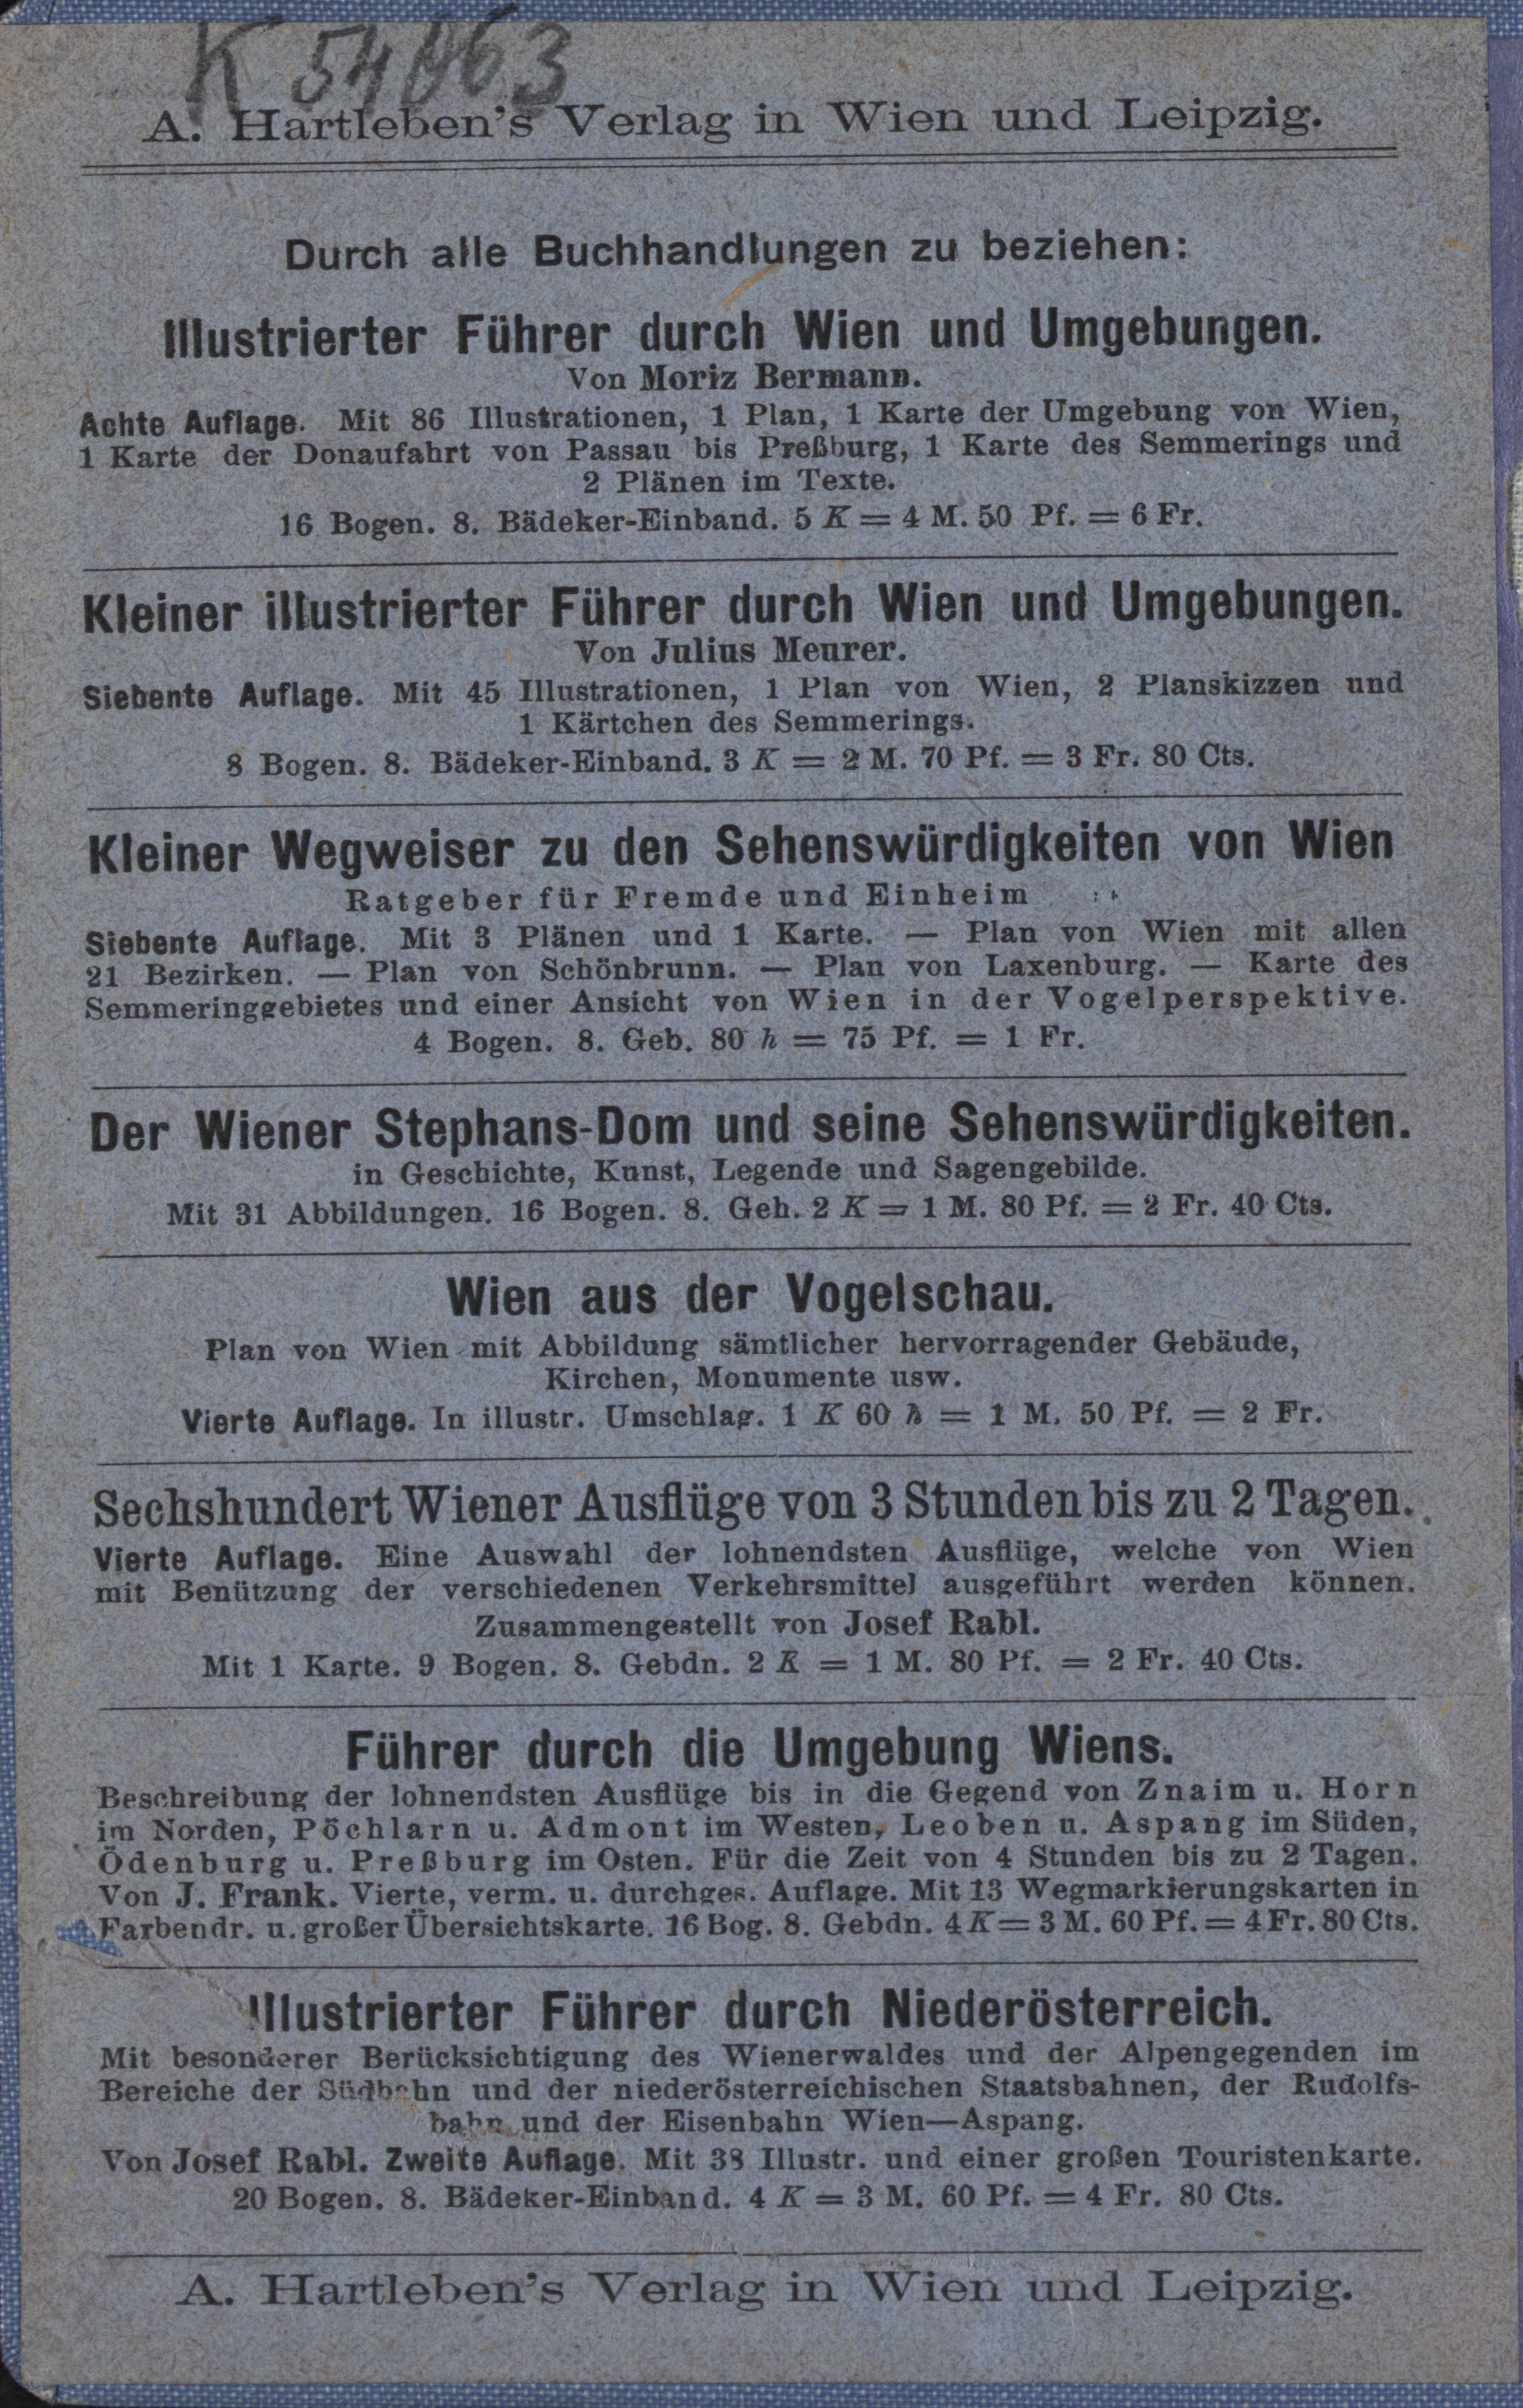 K 54063
A. Hartleben's Verlag in Wien und Leipzig.
Durch alle Buchhandlungen zu beziehen:
Illustrierter Führer durch Wien und Umgebungen.
Von Moriz Bermann.
Achte Auflage. Mit 86 Illustrationen, 1 Plan, 1 Karte der Umgebung von Wien,
1 Karte der Donaufahrt von Passau bis Preßburg, 1 Karte des Semmerings und
2 Plänen im Texte.
16 Bogen. 8. Bädeker-Einband. 5 K = 4 M. 50 Pf. = 6 Fr.
Kleiner illustrierter Führer durch Wien und Umgebungen.
Von Julius Meurer.
Siebente Auflage. Mit 45 Illustrationen, 1 Plan von Wien, 2 Planskizzen und
1 Kärtchen des Semmerings.
8 Bogen. 8. Bädeker-Einband. 3 K = 2 M. 70 Pf. = 3 Fr. 80 Cts.
Kleiner Wegweiser zu den Sehenswürdigkeiten von Wien
Ratgeber für Fremde und Einheim
Siebente Auflage. Mit 3 Plänen und 1 Karte. — Plan von Wien mit allen
21 Bezirken. — Plan von Schönbrunn. — Plan von Laxenburg. — Karte des
Semmeringgebietes und einer Ansicht von Wien in der Vogelperspektive.
4 Bogen. 8. Geb. 80 h = 75 Pf. = 1 Fr.
Der Wiener Stephans-Dom und seine Sehenswürdigkeiten.
in Geschichte, Kunst, Legende und Sagengebilde.
Mit 31 Abbildungen. 16 Bogen. 8. Geh. 2 K = 1 M. 80 Pf. = 2 Fr. 40 Cts.
Wien aus der Vogelschau.
Plan von Wien mit Abbildung sämtlicher hervorragender Gebäude,
Kirchen, Monumente usw.
Vierte Auflage. In illustr. Umschlag. 1 K 60 h = 1 M. 50 Pf. = 2 Fr.
Sechshundert Wiener Ausflüge von 3 Stunden bis zu 2 Tagen.
Vierte Auflage. Eine Auswahl der lohnendsten Ausflüge, welche von Wien
mit Benützung der verschiedenen Verkehrsmittel ausgeführt werden können.
Zusammengestellt von Josef Rabl.
Mit 1 Karte. 9 Bogen. 8. Gebdn. 2 K = 1 M. 80 Pf. = 2 Fr. 40 Cts.
Führer durch die Umgebung Wiens.
Beschreibung der lohnendsten Ausflüge bis in die Gegend von Znaim u. Horn
im Norden, Pöchlarn u. Admont im Westen, Leoben u. Aspang im Süden,
Ödenburg u. Preßburg im Osten. Für die Zeit von 4 Stunden bis zu 2 Tagen.
Von J. Frank. Vierte, verm. u. durchges. Auflage. Mit 13 Wegmarkierungskarten in
Farbendr. u. großer Übersichtskarte. 16 Bog. 8. Gebdn. 4 K = 3 M. 60 Pf. = 4 Fr. 80 Cts.
Illustrierter Führer durch Niederösterreich.
Mit besonderer Berücksichtigung des Wienerwaldes und der Alpengegenden im
Bereiche der Südbahn und der niederösterreichischen Staatsbahnen, der Rudolfs-
bahn und der Eisenbahn Wien—Aspang.
Von Josef Rabl. Zweite Auflage. Mit 38 Illustr. und einer großen Touristenkarte.
20 Bogen. 8. Bädeker-Einband. 4 K = 3 M. 60 Pf. = 4 Fr. 80 Cts.
A. Hartleben's Verlag in Wien und Leipzig.